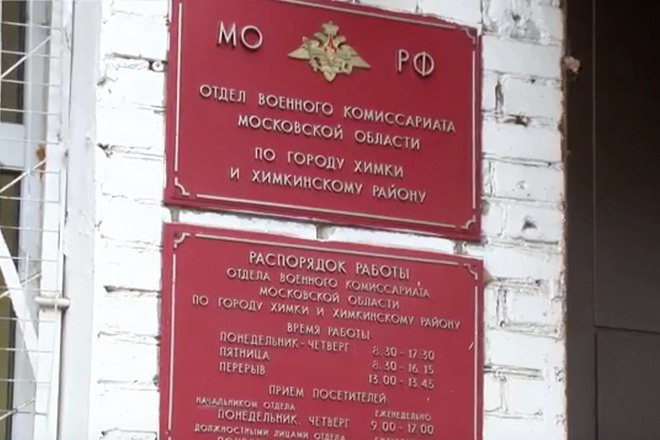 МО РФ
ОТДЕЛ ВОЕННОГО КОМИССАРИАТА
МОСКОВСКОЙ ОБЛАСТИ
ПО ГОРОДУ ХИМКИ
И ХИМКИНСКОМУ РАЙОНУ
РАСПОРЯДОК РАБОТЫ
ОТДЕЛА ВОЕННОГО КОМИССАРИАТА
МОСКОВСКОЙ ОБЛАСТИ
ПО ГОРОДУ ХИМКИ И ХИМКИНСКОМУ РАЙОНУ
ВРЕМЯ РАБОТЫ
ПОНЕДЕЛЬНИК - ЧЕТВЕРГ 8.30 - 17.30
ПЯТНИЦА 8.30 - 16.15
ПЕРЕРЫВ 13.00 - 13.45
ПРИЕМ ПОСЕТИТЕЛЕЙ
НАЧАЛЬНИКОМ ОТДЕЛА ЕЖЕНЕДЕЛЬНО
ПОНЕДЕЛЬНИК, ЧЕТВЕРГ 9.00 - 17.00
ДОЛЖНОСТНЫМИ ЛИЦАМИ ОТДЕЛА